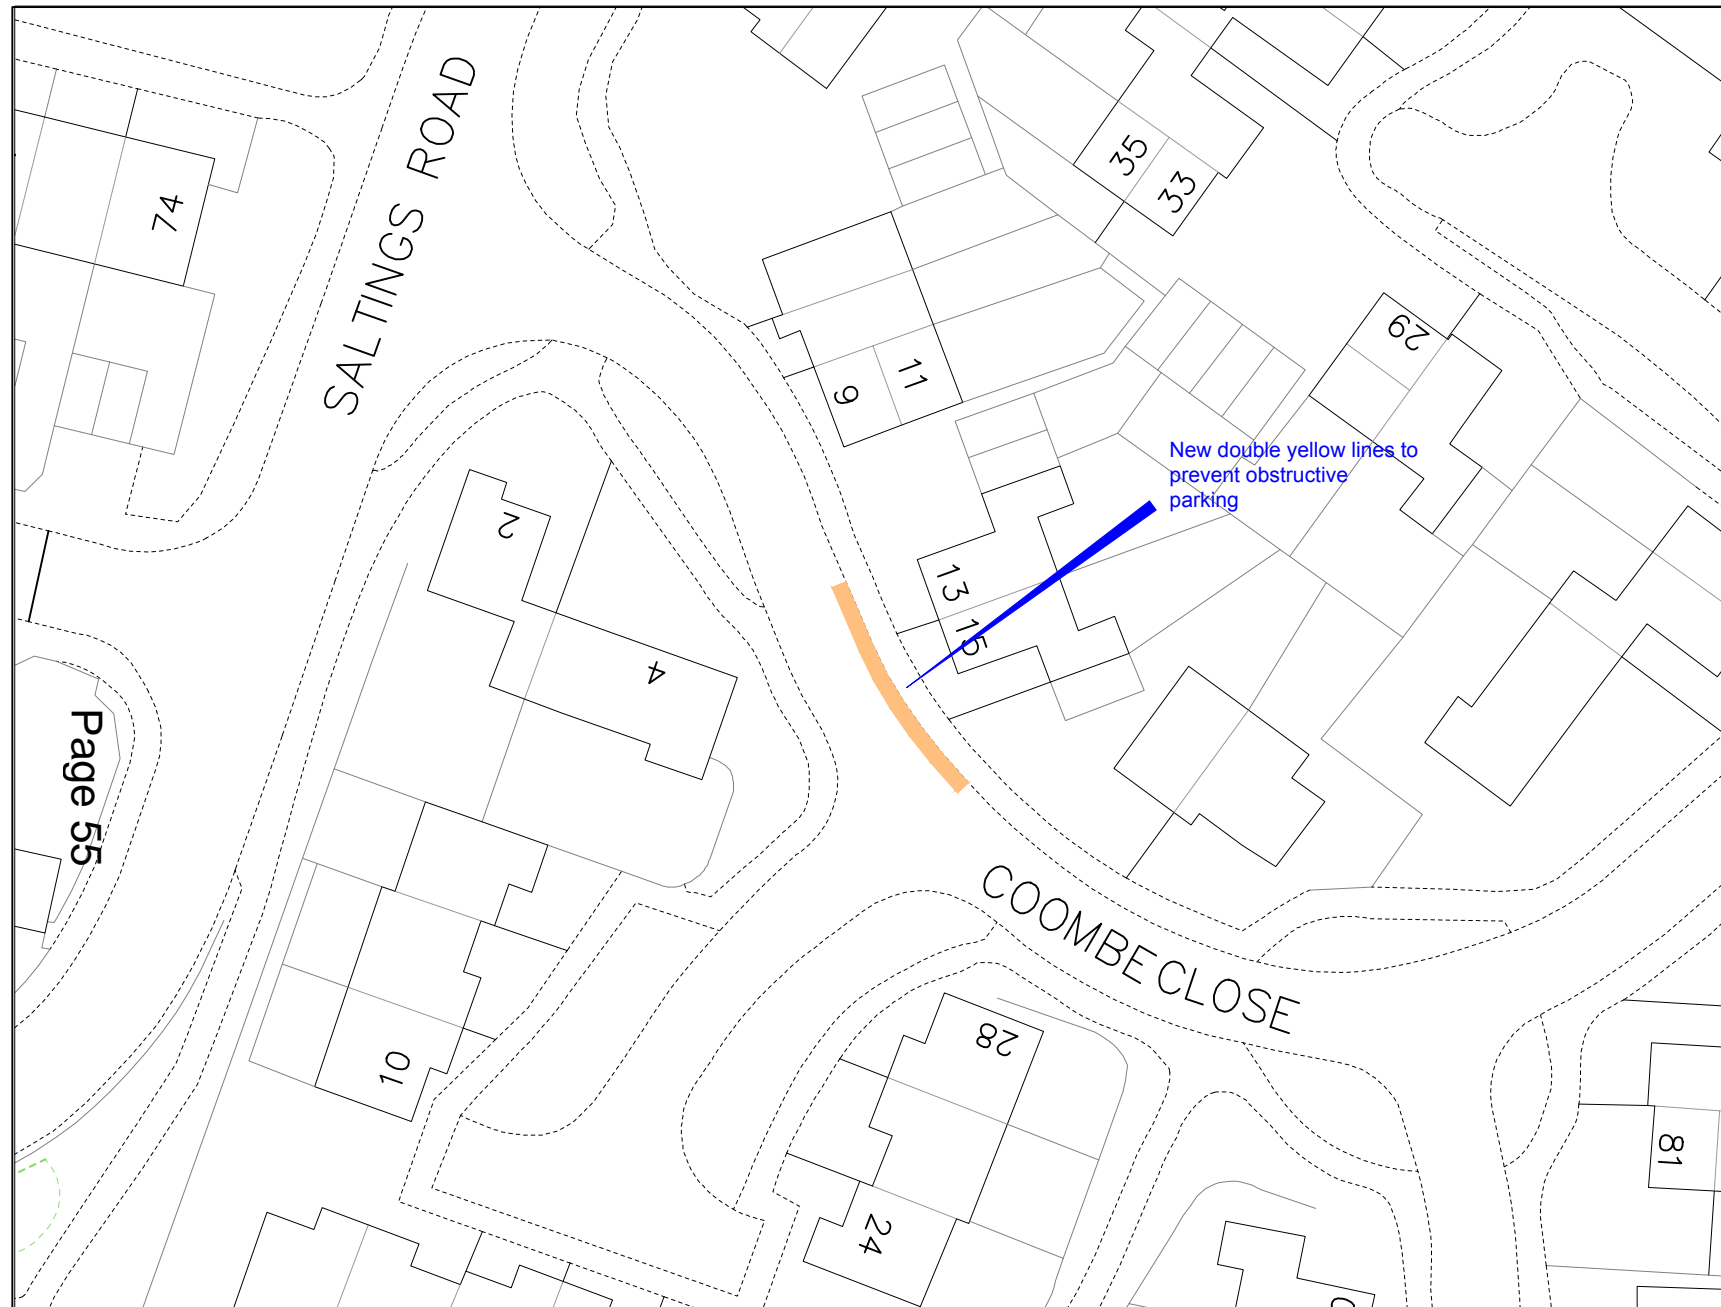 SALTINGS ROAD
74
35
33
29
11
9
New double yellow lines to
prevent obstructive
parking
2
13
15
4
Page 55
COOMBE CLOSE
28
10
81
24